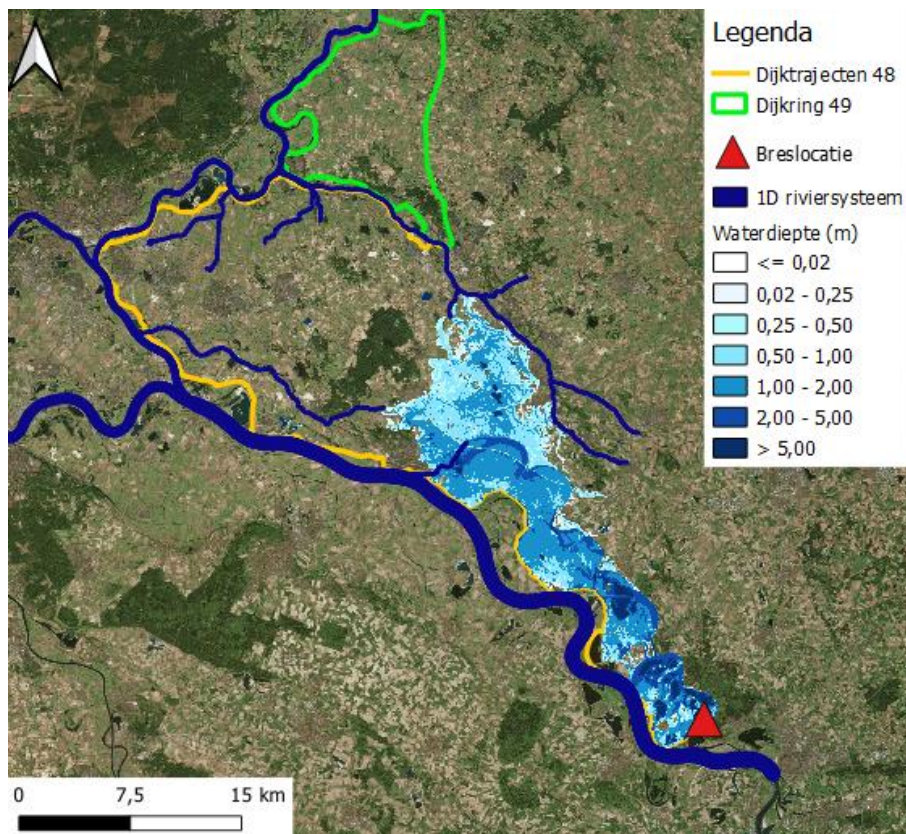 Legenda
Dijktrajecten 48
Dijkring 49
Breslocatie
1D riviersysteem
Waterdiepte (m)
<= 0,02
0,02 - 0,25
0,25 - 0,50
0,50 - 1,00
1,00 - 2,00
2,00 - 5,00
> 5,00
0 7,5 15 km